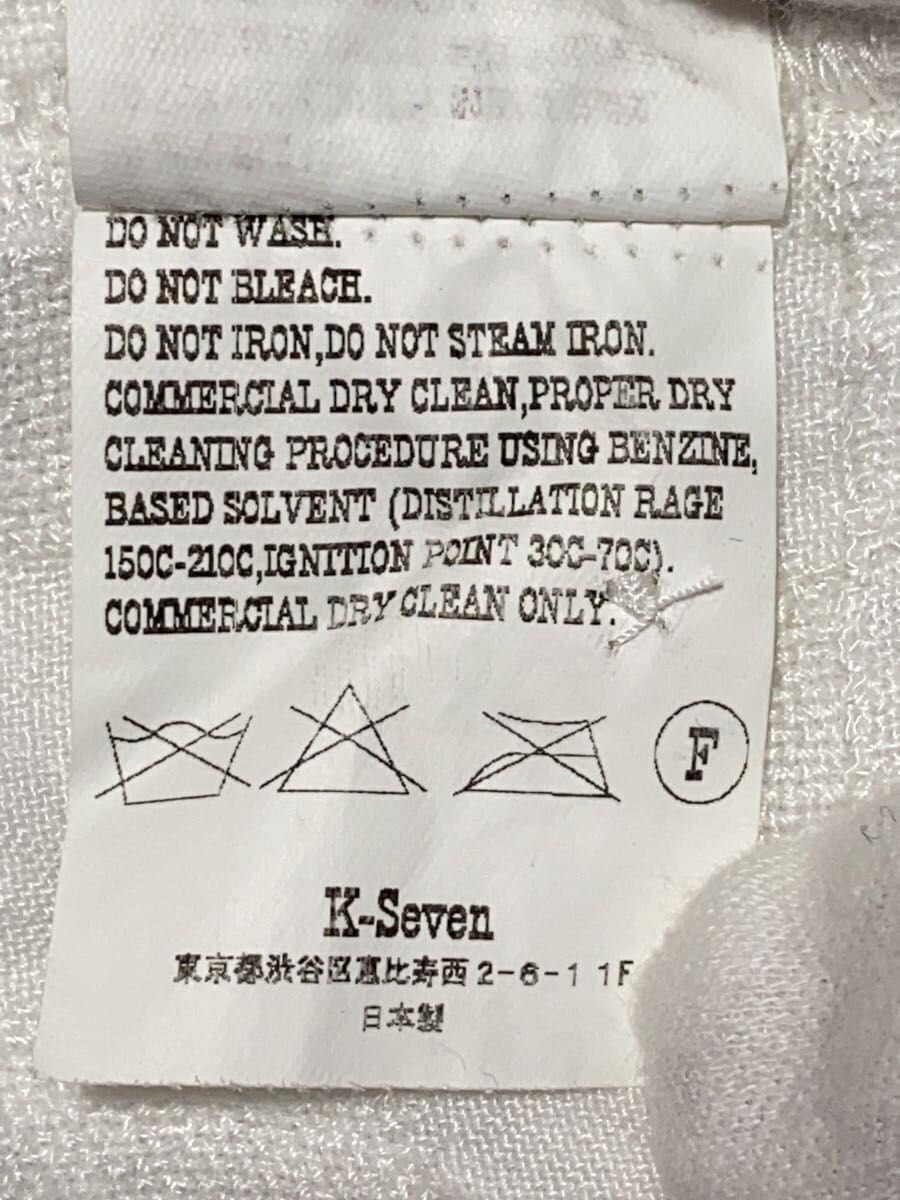 DO NOT WASH.
DO NOT BLEACH.
DO NOT IRON,DO NOT STEAM IRON.
COMMERCIAL DRY CLEAN,PROPER DRY
CLEANING PROCEDURE USING BENZINE,
BASED SOLVENT (DISTILLATION RAGE
150C-210C,IGNITION POINT 30C-70C).
COMMERCIAL DRY CLEAN ONLY.
F
K-Seven
東京都渋谷区恵比寿西2-6-1 1F
日本製